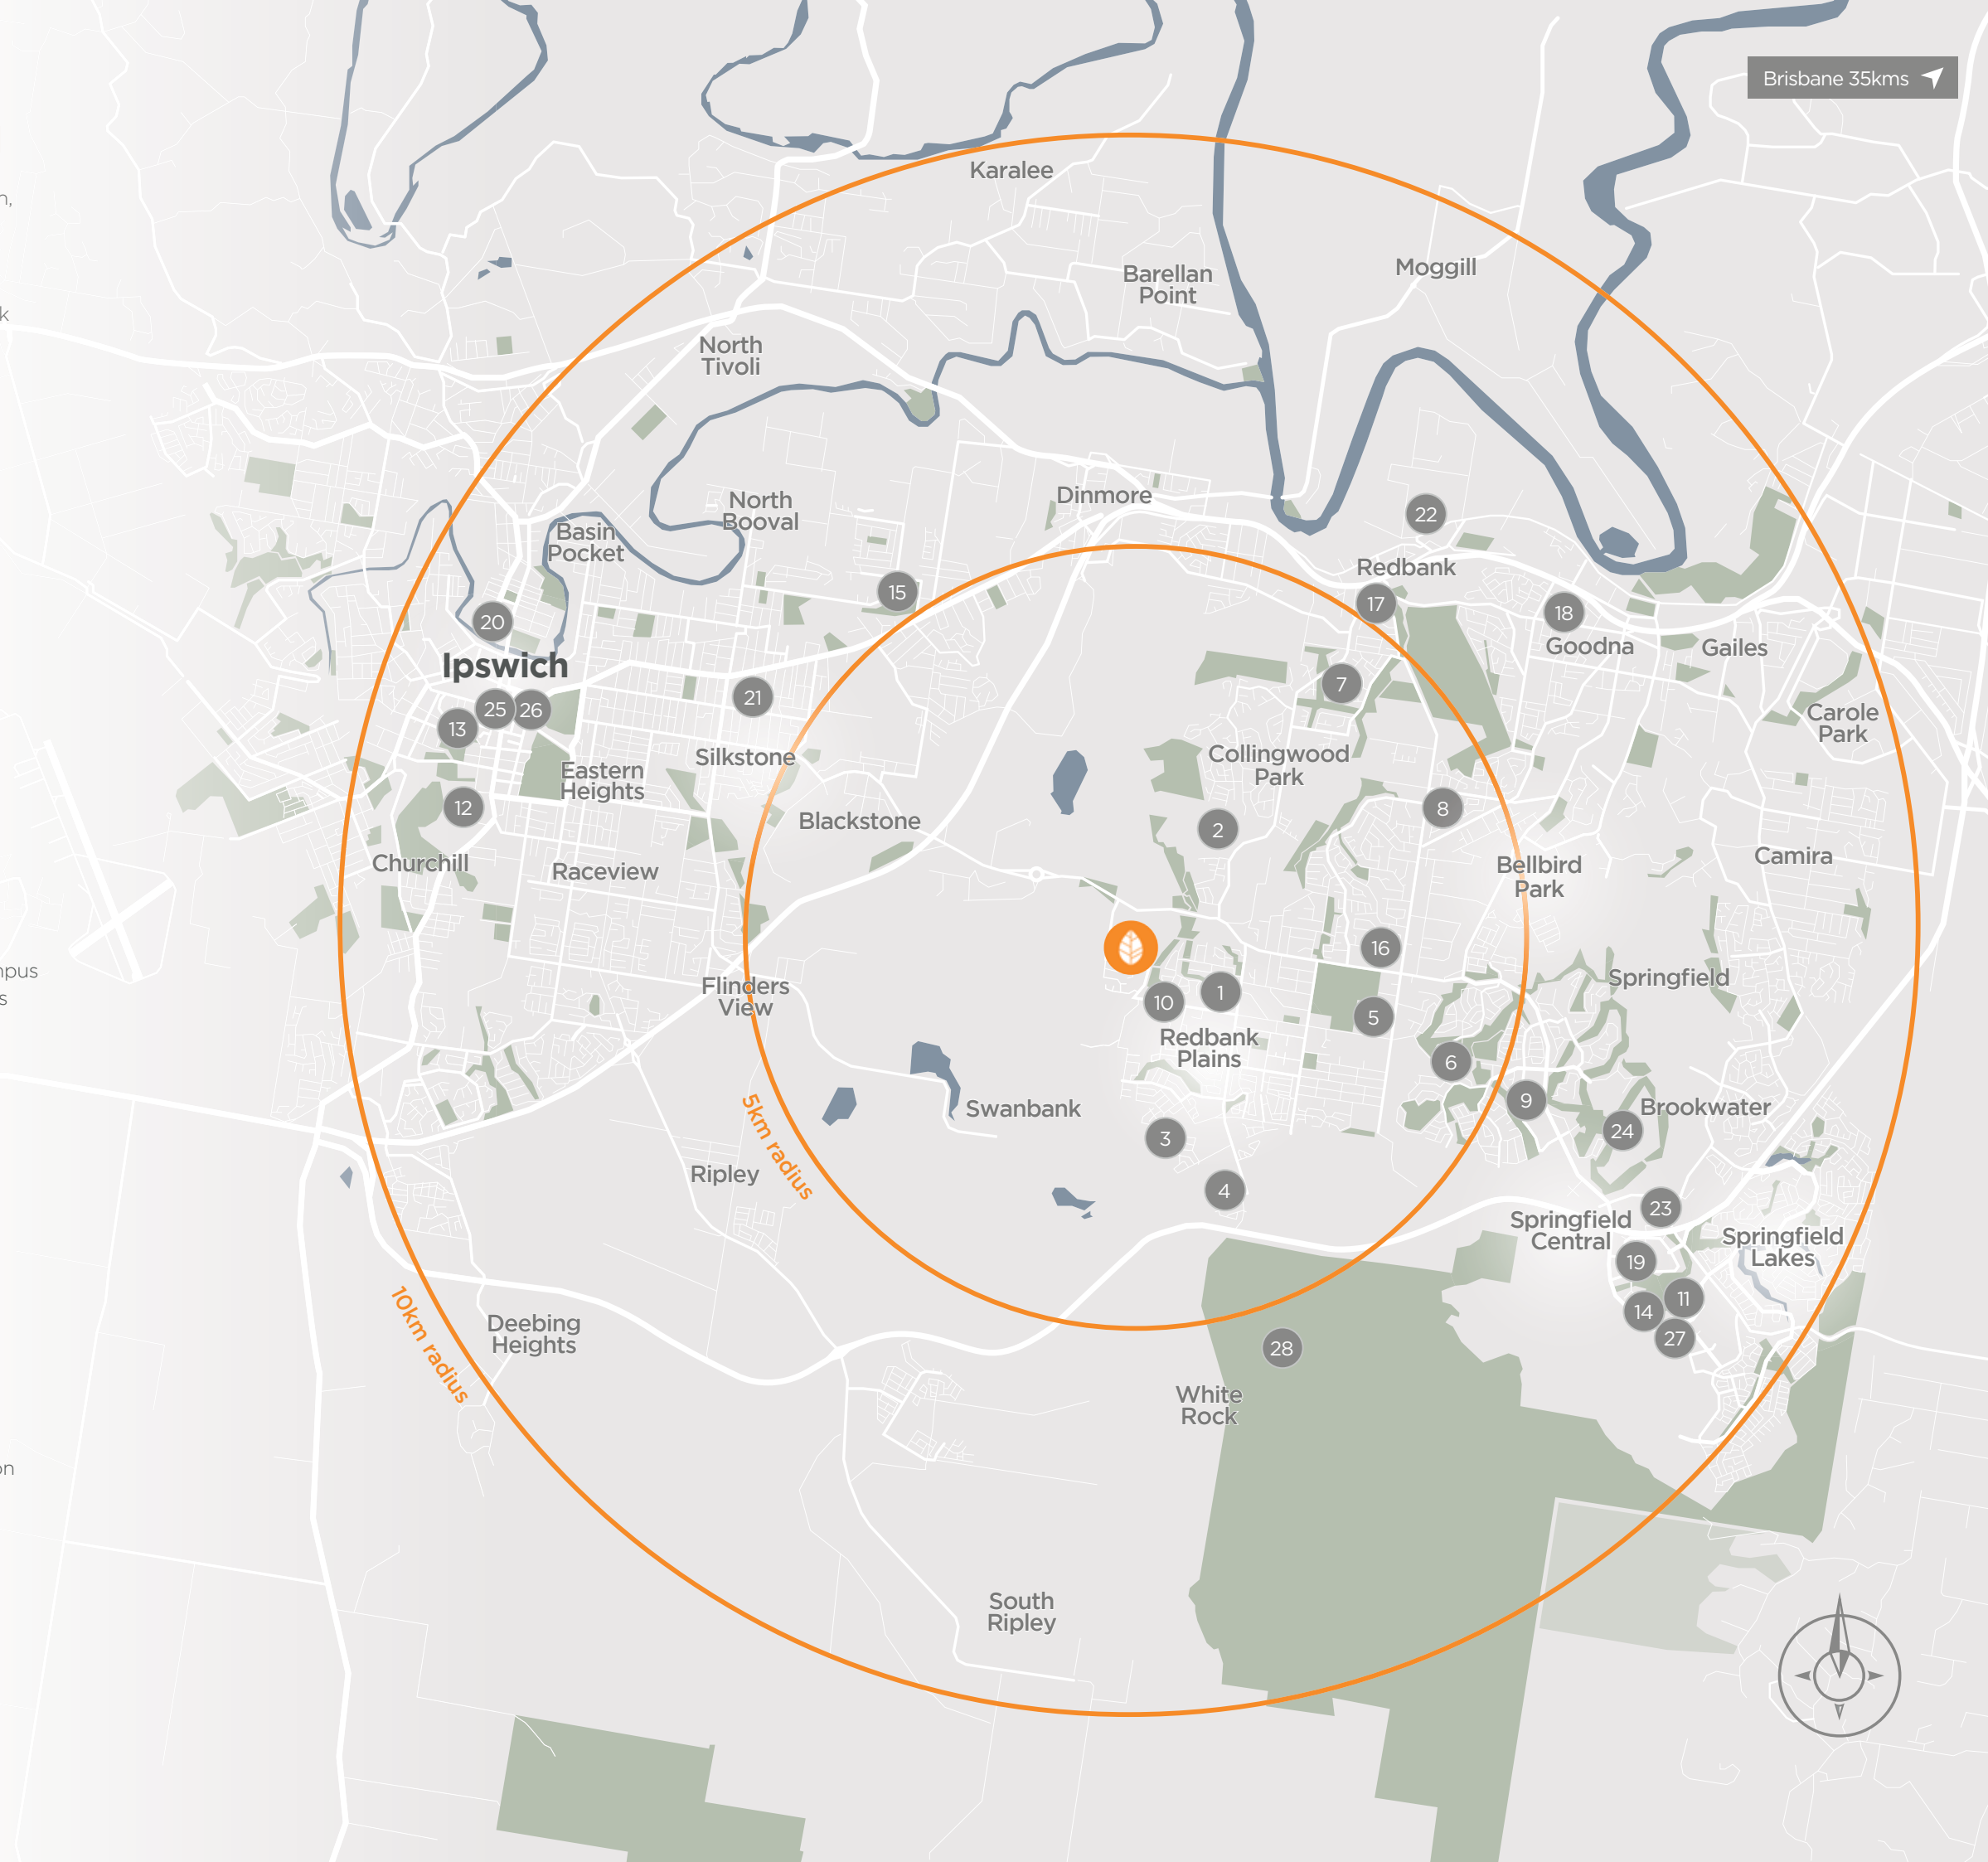 Brisbane 35kms
Karalee
n,
Moggill
Barellan
Point
k
North
Tivoli
Dinmore
North
Booval
22
Basin
Pocket
Redbank
15
17
18
20
Goodna
Gailes
Ipswich
7
21
25
26
13
Carole
Park
Silkstone
Collingwood
Park
Eastern
Heights
12
8
Blackstone
2
Camira
Churchill
Raceview
Bellbird
Park
16
npus
Springfield
Flinders
View
s
10
1
5
Redbank
Plains
6
9
Swanbank
Brookwater
24
3
5km radius
Ripley
4
23
Springfield
Central
Springfield
Lakes
19
11
14
27
10km radius
Deebing
Heights
28
White
Rock
on
South
Ripley